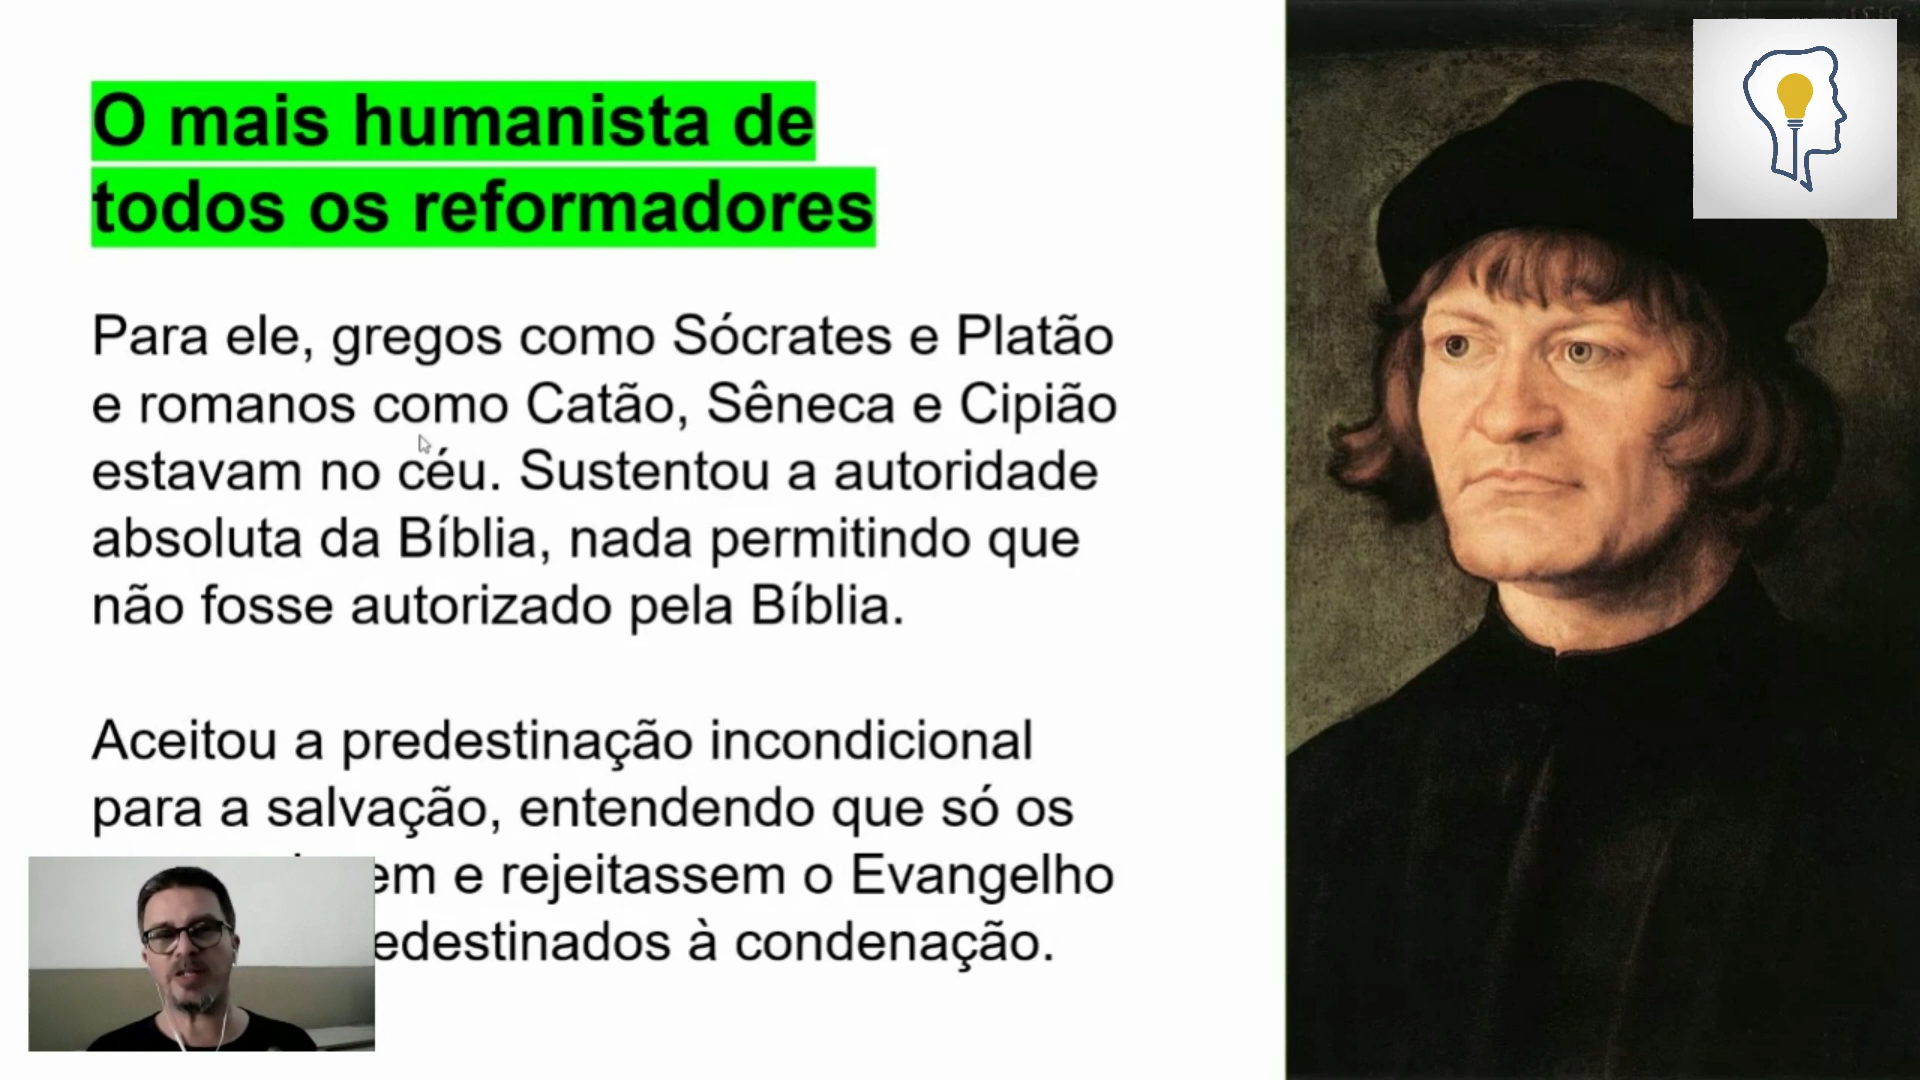 O mais humanista de
todos os reformadores
Para ele, gregos como Sócrates e Platão
e romanos como Catão, Sêneca e Cipião
estavam no céu. Sustentou a autoridade
absoluta da Bíblia, nada permitindo que
não fosse autorizado pela Bíblia.
Aceitou a predestinação incondicional
para a salvação, entendendo que só os
e rejeitassem o Evangelho
à condenação.